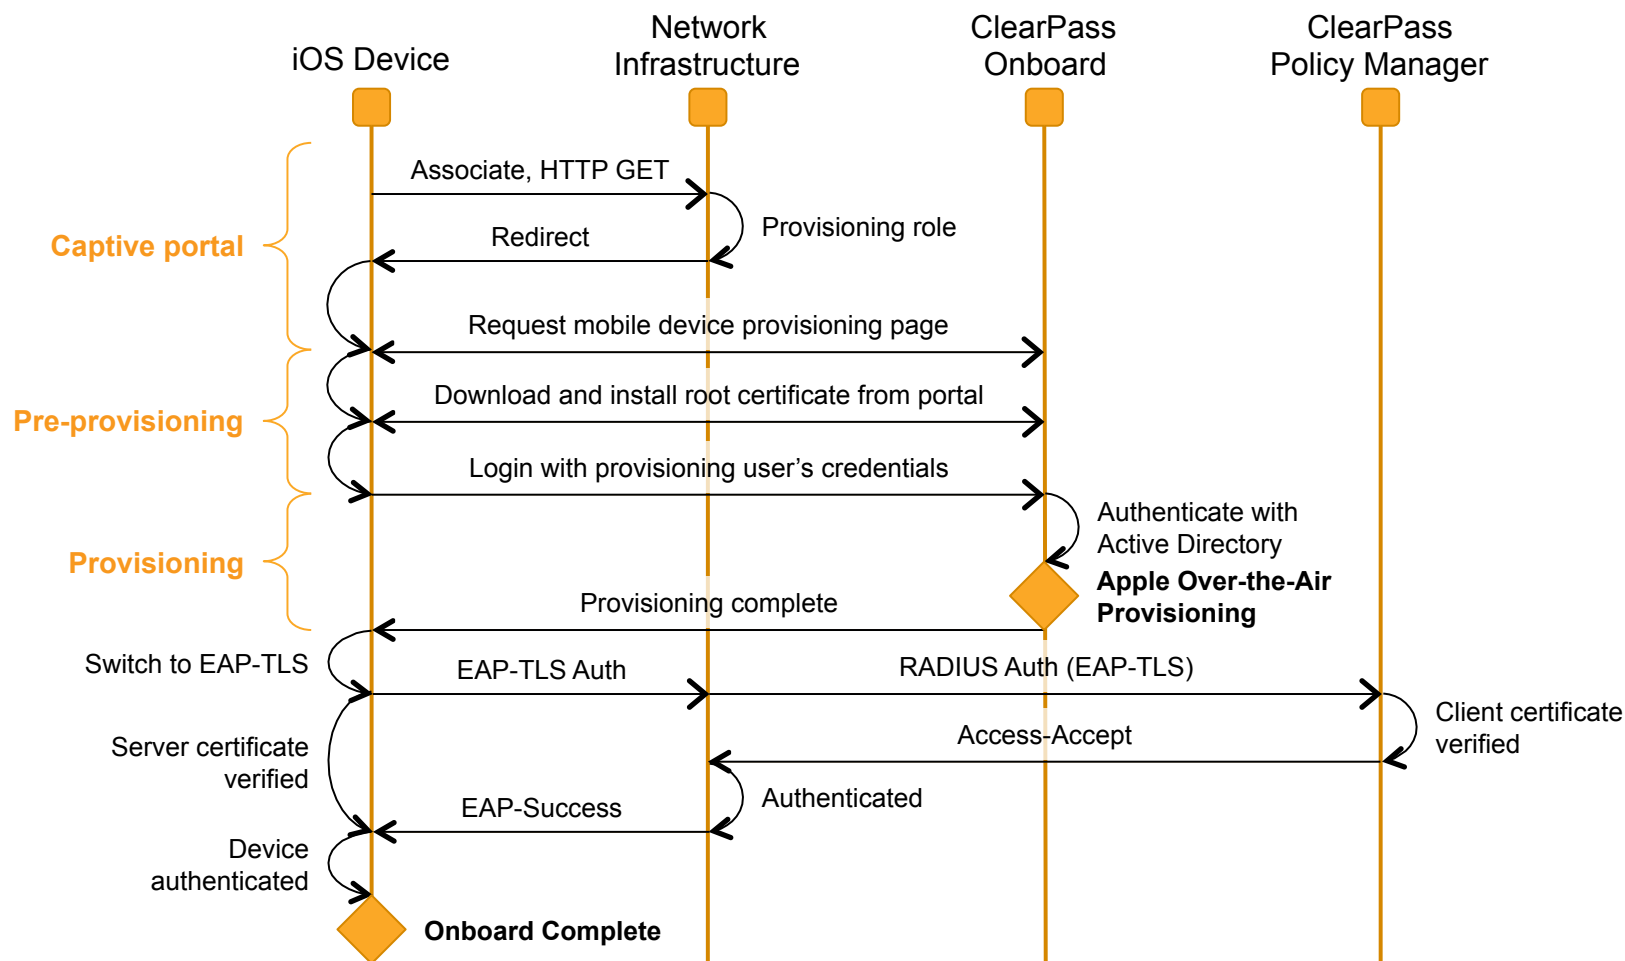 iOS Device
Network
Infrastructure
ClearPass
Onboard
ClearPass
Policy Manager
Associate, HTTP GET
Provisioning role
Captive portal
Redirect
Request mobile device provisioning page
Download and install root certificate from portal
Pre-provisioning
Login with provisioning user’s credentials
Authenticate with
Active Directory
Provisioning
Apple Over-the-Air
Provisioning
Provisioning complete
Switch to EAP-TLS
EAP-TLS Auth
RADIUS Auth (EAP-TLS)
Client certificate
verified
Server certificate
verified
Access-Accept
Authenticated
EAP-Success
Device
authenticated
Onboard Complete